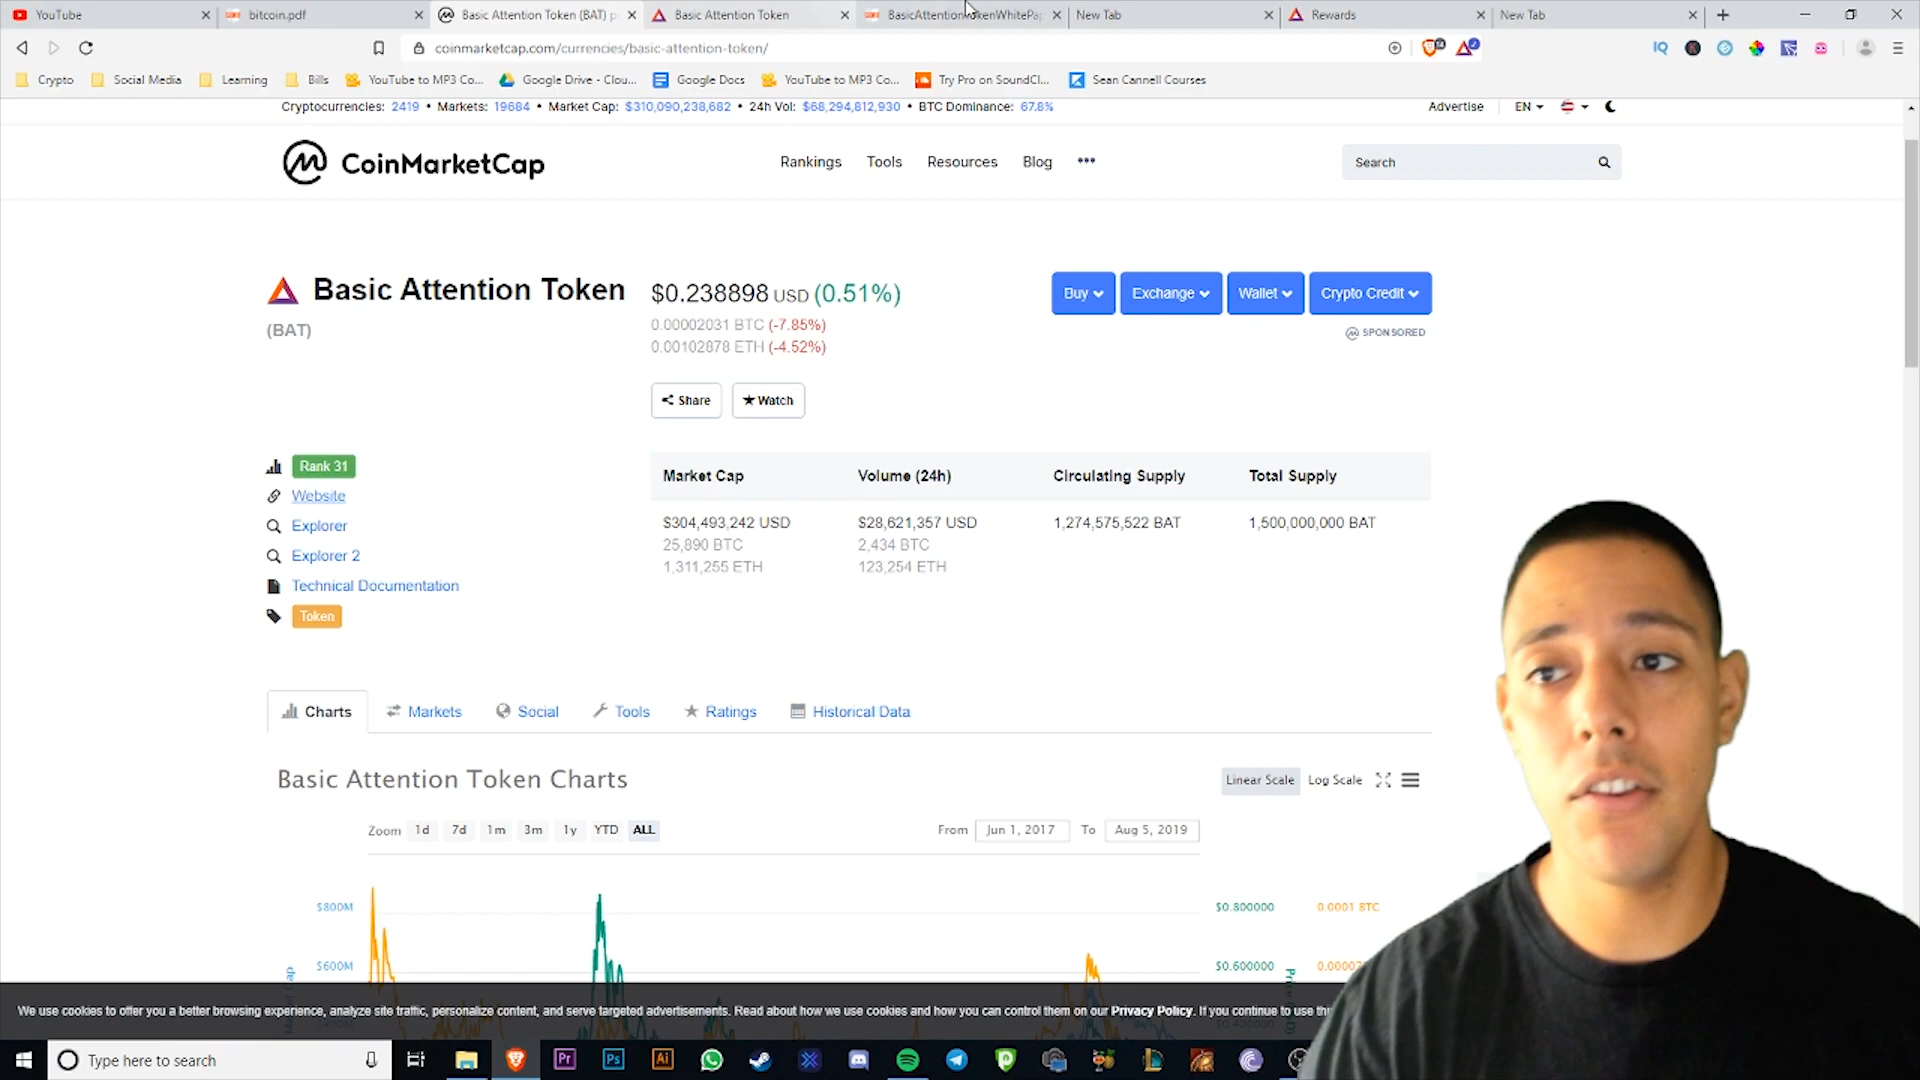 YouTube
bitcoin.pdf
Basic Attention Token (BAT) p
Basic Attention Token
New Tab
Rewards
New Tab
coinmarketcap.com/currencies/basic-attention-token/
Crypto
Social Media
Learning
Bills
YouTube to MP3 Co...
Google Drive - Clou...
Google Docs
YouTube to MP3 Co...
Try Pro on SoundCl...
Sean Cannell Courses
Cryptocurrencies: 2419 • Markets: 19684 • Market Cap: $310,090,238,682 • 24h Vol: $68,294,812,930 • BTC Dominance: 67.8%
Advertise
EN
CoinMarketCap
Rankings
Tools
Resources
Blog
Search
Basic Attention Token
(BAT)
$0.238898 USD (0.51%)
0.00002031 BTC (-7.85%)
0.00102878 ETH (-4.52%)
Buy
Exchange
Wallet
Crypto Credit
SPONSORED
Share
Watch
Rank 31
Website
Explorer
Explorer 2
Technical Documentation
Token
Market Cap
Volume (24h)
Circulating Supply
Total Supply
$304,493,242 USD
$28,621,357 USD
1,274,575,522 BAT
1,500,000,000 BAT
25,890 BTC
2,434 BTC
1,311,255 ETH
123,254 ETH
Charts
Markets
Social
Tools
Ratings
Historical Data
Basic Attention Token Charts
Linear Scale
Log Scale
Zoom 1d 7d 1m 3m 1y YTD ALL
From Jun 1, 2017 To Aug 5, 2019
$800M
$0.800000
0.0001 BTC
$600M
$0.600000
We use cookies to offer you a better browsing experience, analyze site traffic, personalize content, and serve targeted advertisements. Read about how we use cookies and how you can control them on our Privacy Policy. If you continue to use
Type here to search